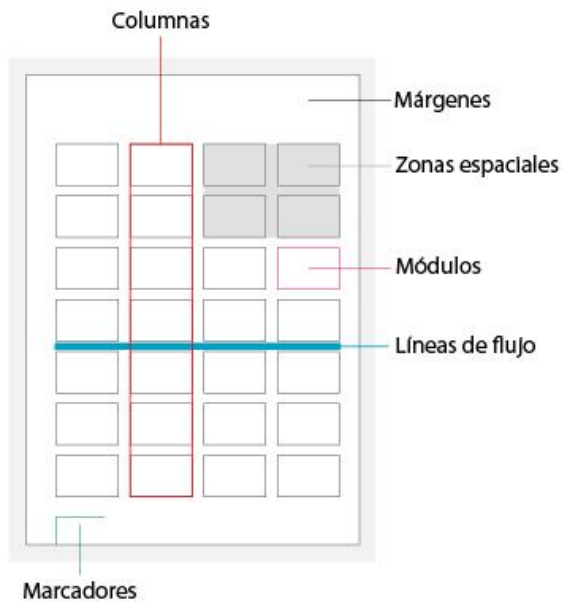 Columnas
Márgenes
Zonas espaciales
Módulos
Líneas de flujo
Marcadores